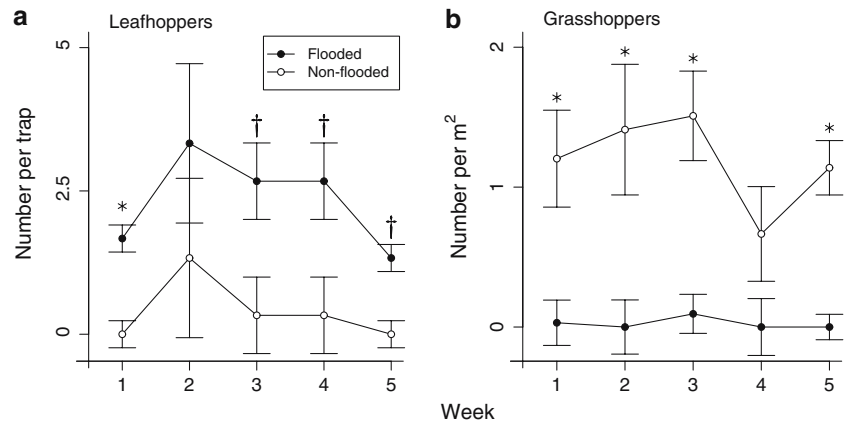 a
Leafhoppers
Flooded
Non-flooded
Number per trap
5
2.5
0
*
†
†
†
1 2 3 4 5
b
Grasshoppers
Number per m²
2
1
0
*
*
*
*
1 2 3 4 5
Week